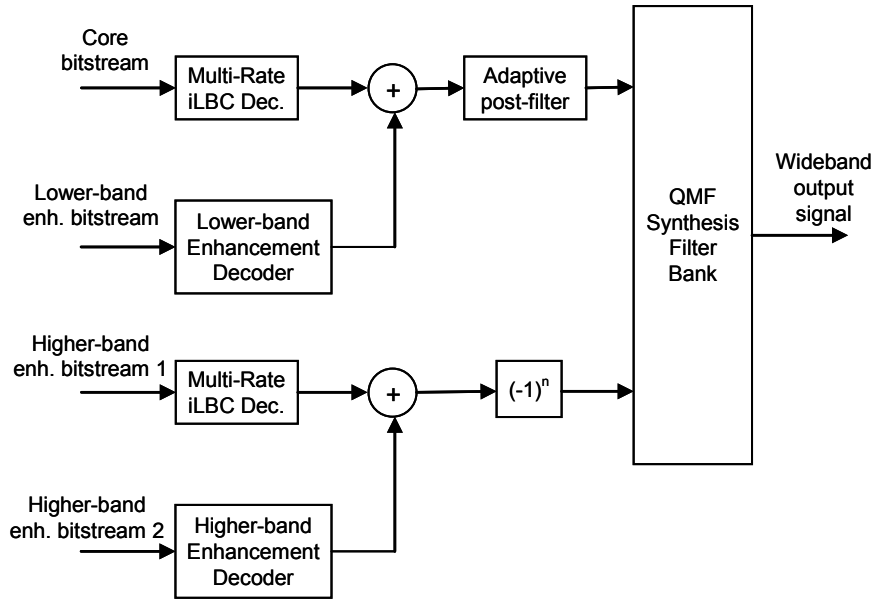 Core
bitstream
Multi-Rate
iLBC Dec.
+
Adaptive
post-filter
Lower-band
enh. bitstream
Lower-band
Enhancement
Decoder
QMF
Synthesis
Filter
Bank
Wideband
output
signal
Higher-band
enh. bitstream 1
Multi-Rate
iLBC Dec.
+
(-1)ⁿ
Higher-band
enh. bitstream 2
Higher-band
Enhancement
Decoder